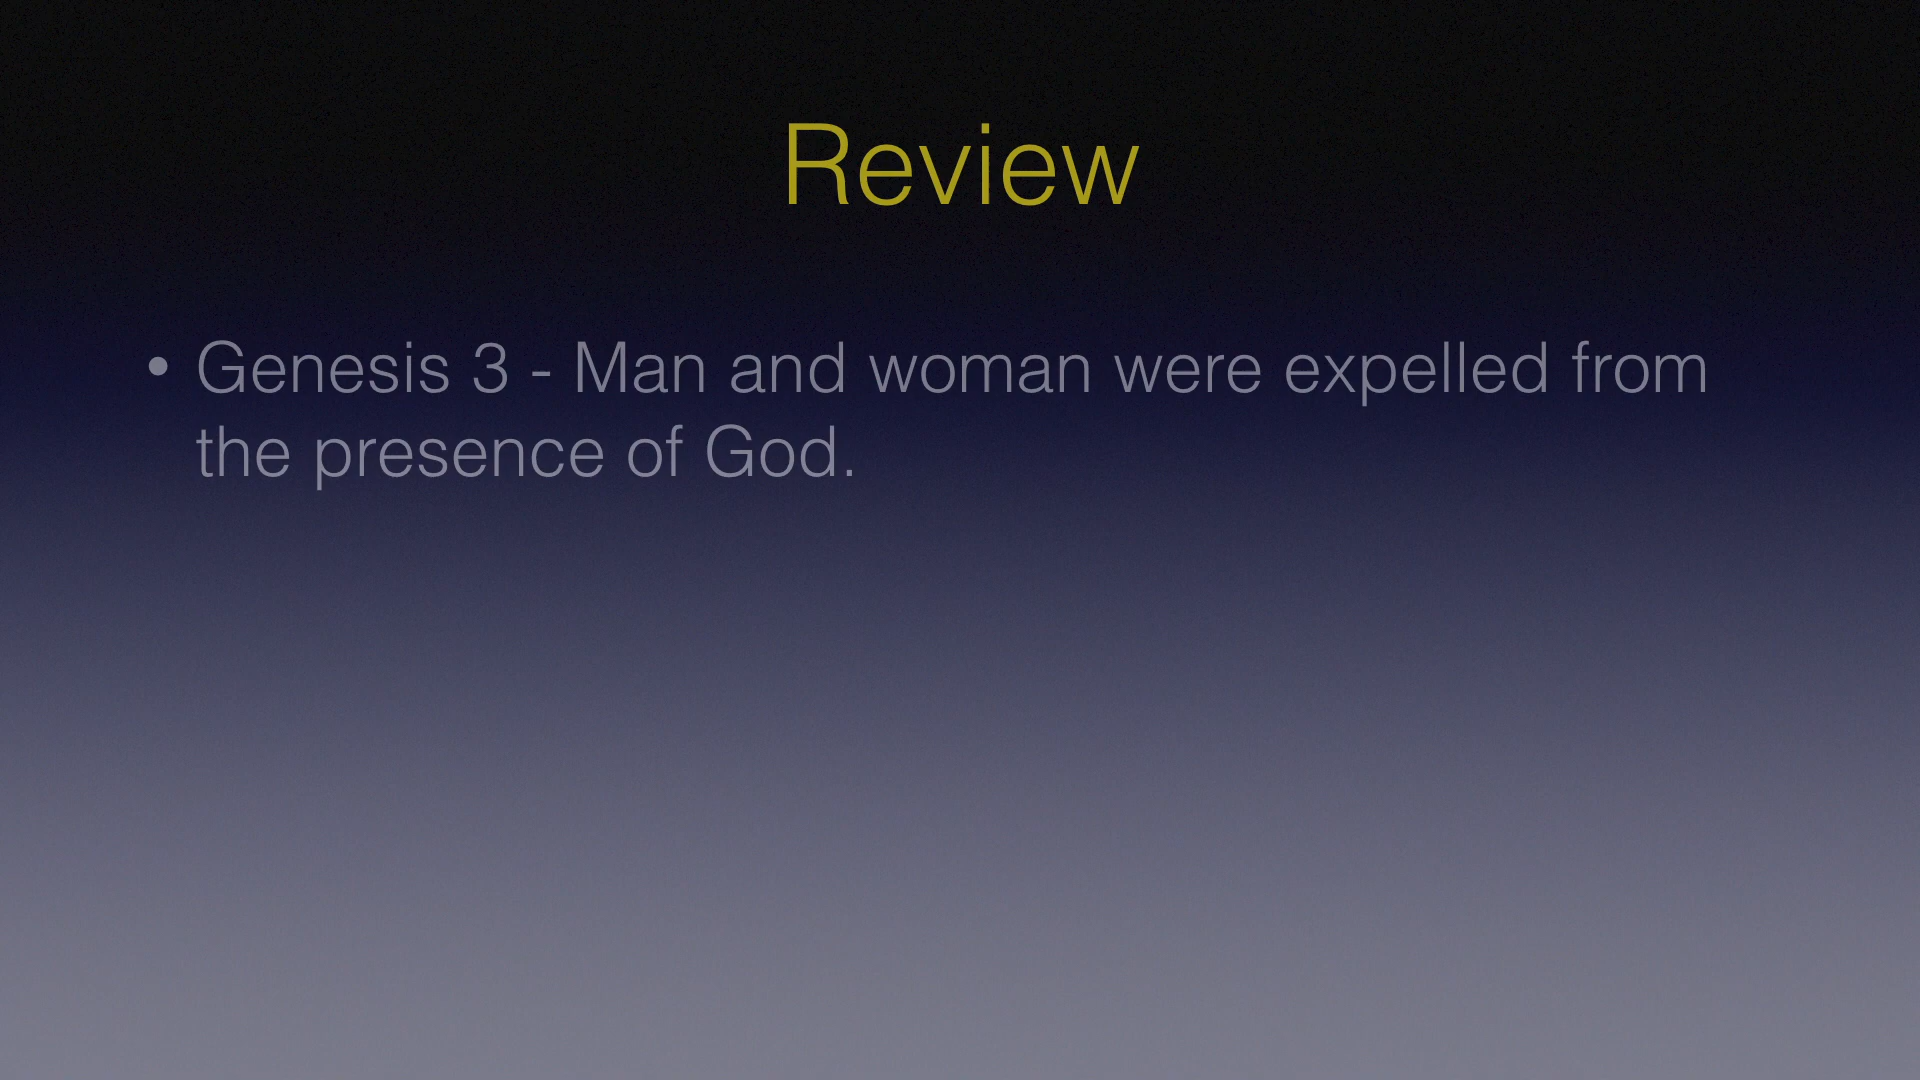 Review
• Genesis 3 - Man and woman were expelled from
the presence of God.